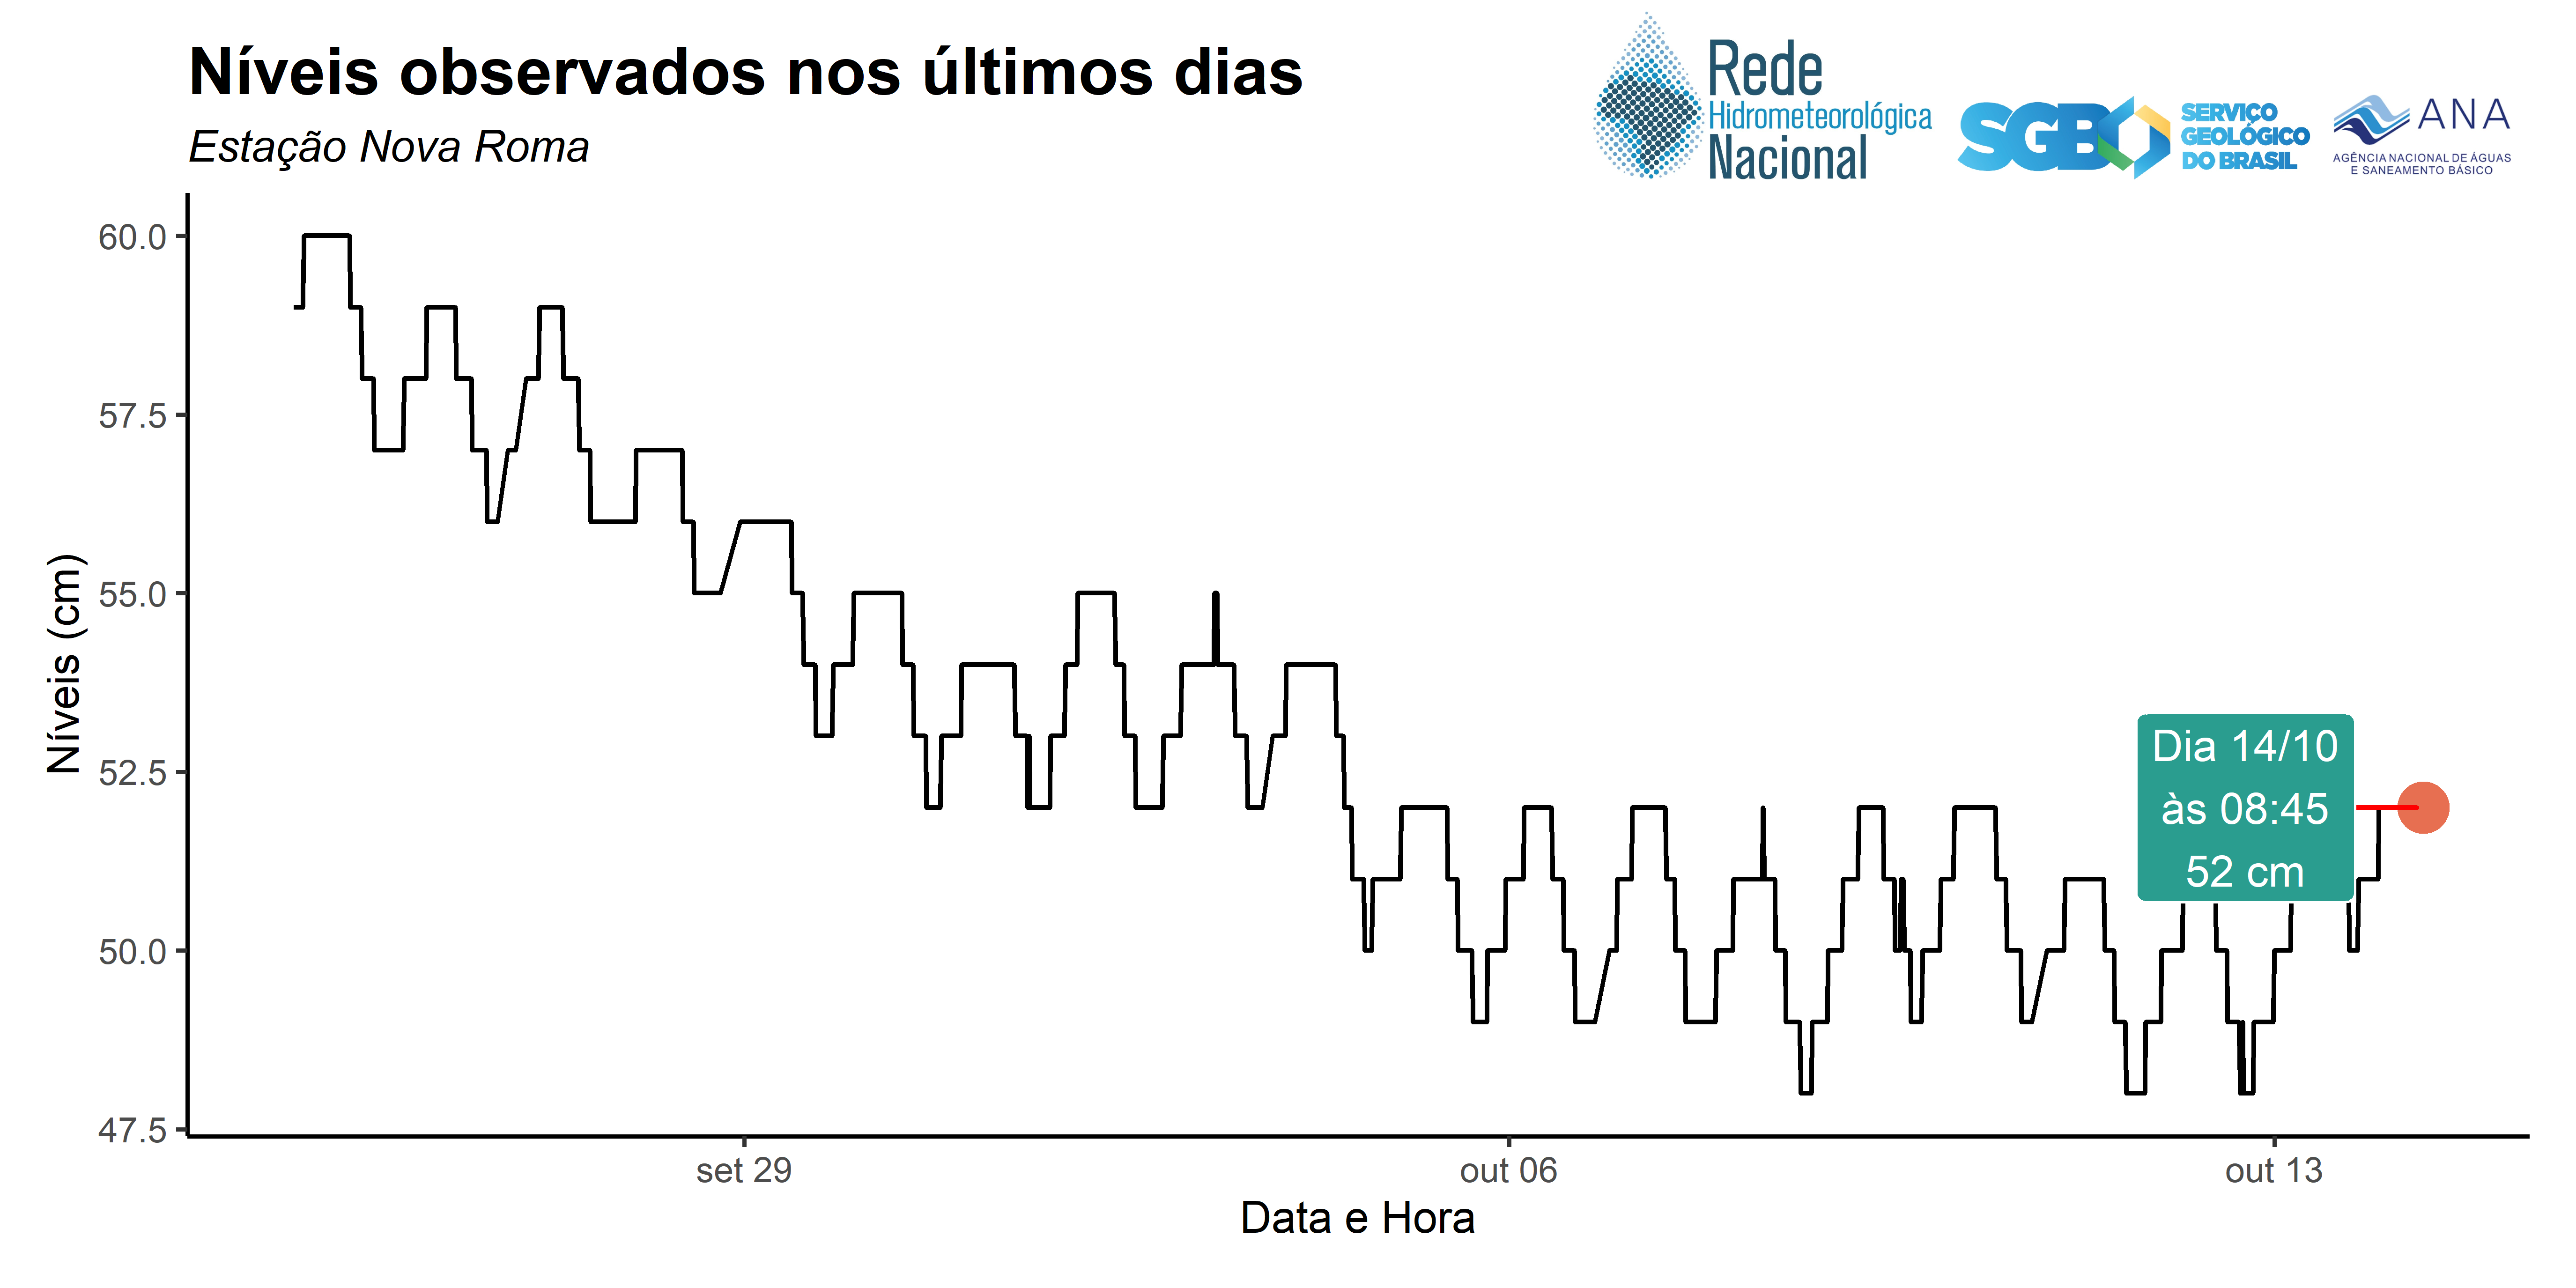 Níveis observados nos últimos dias
Estação Nova Roma
Rede
Hidrometeorológica
Nacional
SGB
SERVIÇO
GEOLÓGICO
DO BRASIL
ANA
AGÊNCIA NACIONAL DE ÁGUAS
E SANEAMENTO BÁSICO
Níveis (cm)
60.0
57.5
55.0
52.5
50.0
47.5
Dia 14/10
às 08:45
52 cm
set 29
out 06
out 13
Data e Hora